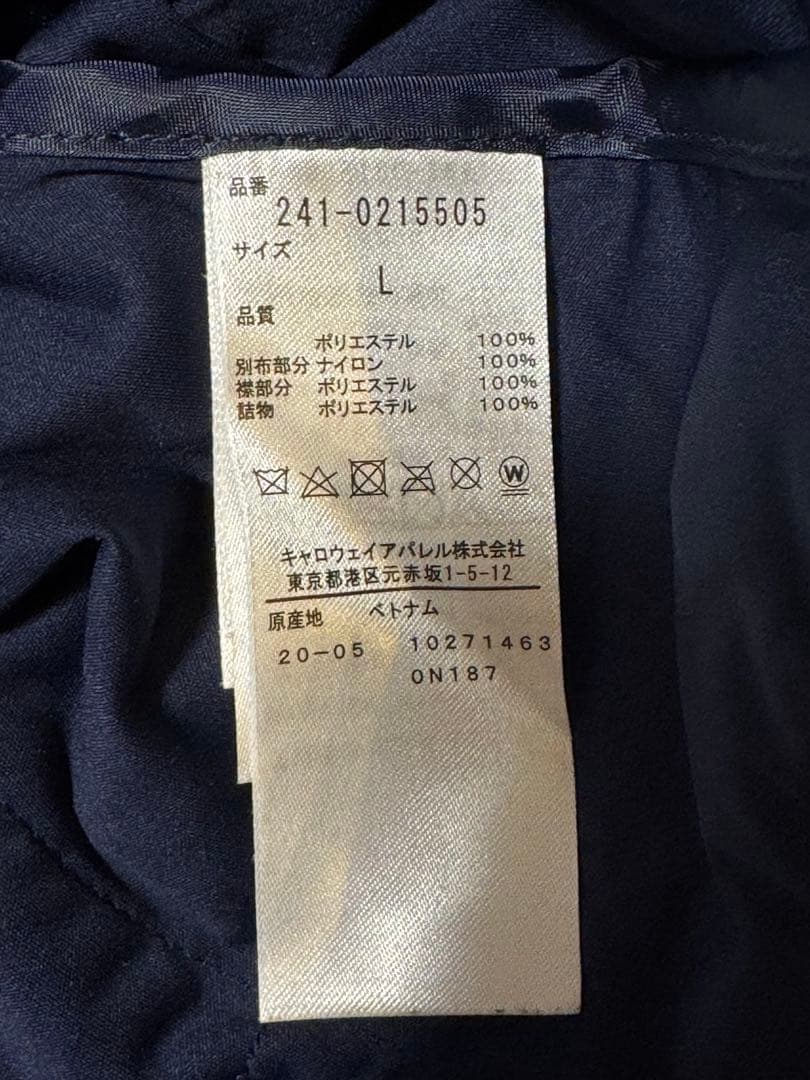 品番
241-0215505
サイズ
L
品質
ポリエステル 100%
別布部分 ナイロン 100%
襟部分 ポリエステル 100%
詰物 ポリエステル 100%
W
キャロウェイアパレル株式会社
東京都港区元赤坂1-5-12
原産地 ベトナム
20-05 10271463
0N187